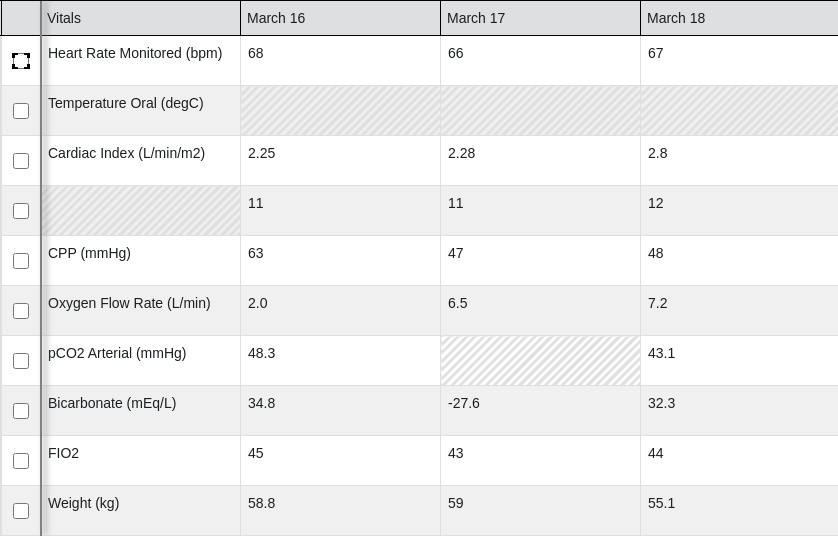 Vitals March 16 March 17 March 18
Heart Rate Monitored (bpm) 68 66 67
Temperature Oral (degC)
Cardiac Index (L/min/m2) 2.25 2.28 2.8
11 11 12
CPP (mmHg) 63 47 48
Oxygen Flow Rate (L/min) 2.0 6.5 7.2
pCO2 Arterial (mmHg) 48.3 43.1
Bicarbonate (mEq/L) 34.8 -27.6 32.3
FIO2 45 43 44
Weight (kg) 58.8 59 55.1